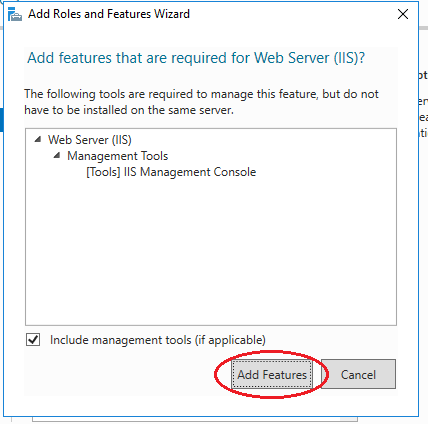 Add Roles and Features Wizard
Add features that are required for Web Server (IIS)?
The following tools are required to manage this feature, but do not
have to be installed on the same server.
Web Server (IIS)
Management Tools
[Tools] IIS Management Console
Include management tools (if applicable)
Add Features
Cancel